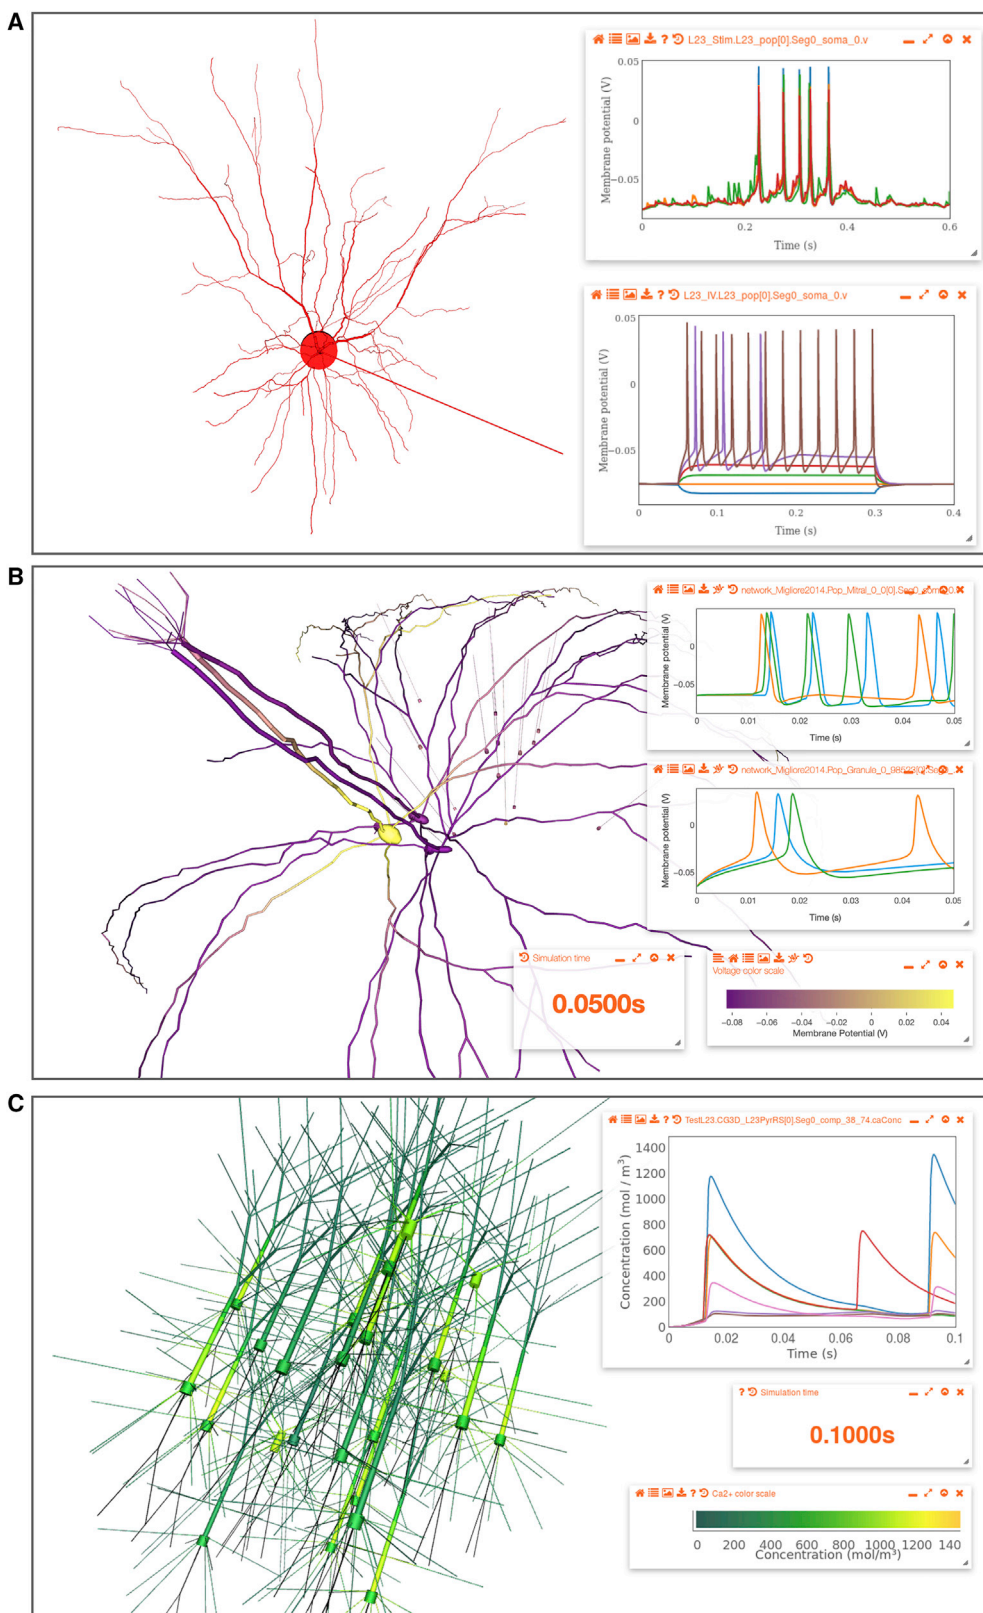 A
L23_Stim.L23_pop[0].Seg0_soma_0.v
0.05
0
−0.05
Membrane potential (V)
0
0.2
0.4
0.6
Time (s)
L23_IV.L23_pop[0].Seg0_soma_0.v
0.05
0
−0.05
Membrane potential (V)
0
0.1
0.2
0.3
0.4
Time (s)
B
network_Migliore2014.Pop_Mitral_0_0[0].Seg0_soma_0.
0
−0.05
Membrane potential (V)
0
0.01
0.02
0.03
0.04
0.05
Time (s)
network_Migliore2014.Pop_Granule_0_
0
−0.05
Membrane potential (V)
0
0.01
0.02
0.03
0.04
0.05
Time (s)
Simulation time
0.0500s
Voltage color scale
−0.08 −0.06 −0.04 −0.02 0 0.02 0.04
Membrane Potential (V)
C
TestL23.CG3D_L23PyrRS[0].Seg0_comp_38_74.caConc
1400
1200
1000
800
600
400
200
0
Concentration (mol / m³)
0
0.02
0.04
0.06
0.08
0.1
Time (s)
Simulation time
0.1000s
Ca2+ color scale
0 200 400 600 800 1000 1200 140
Concentration (mol/m³)